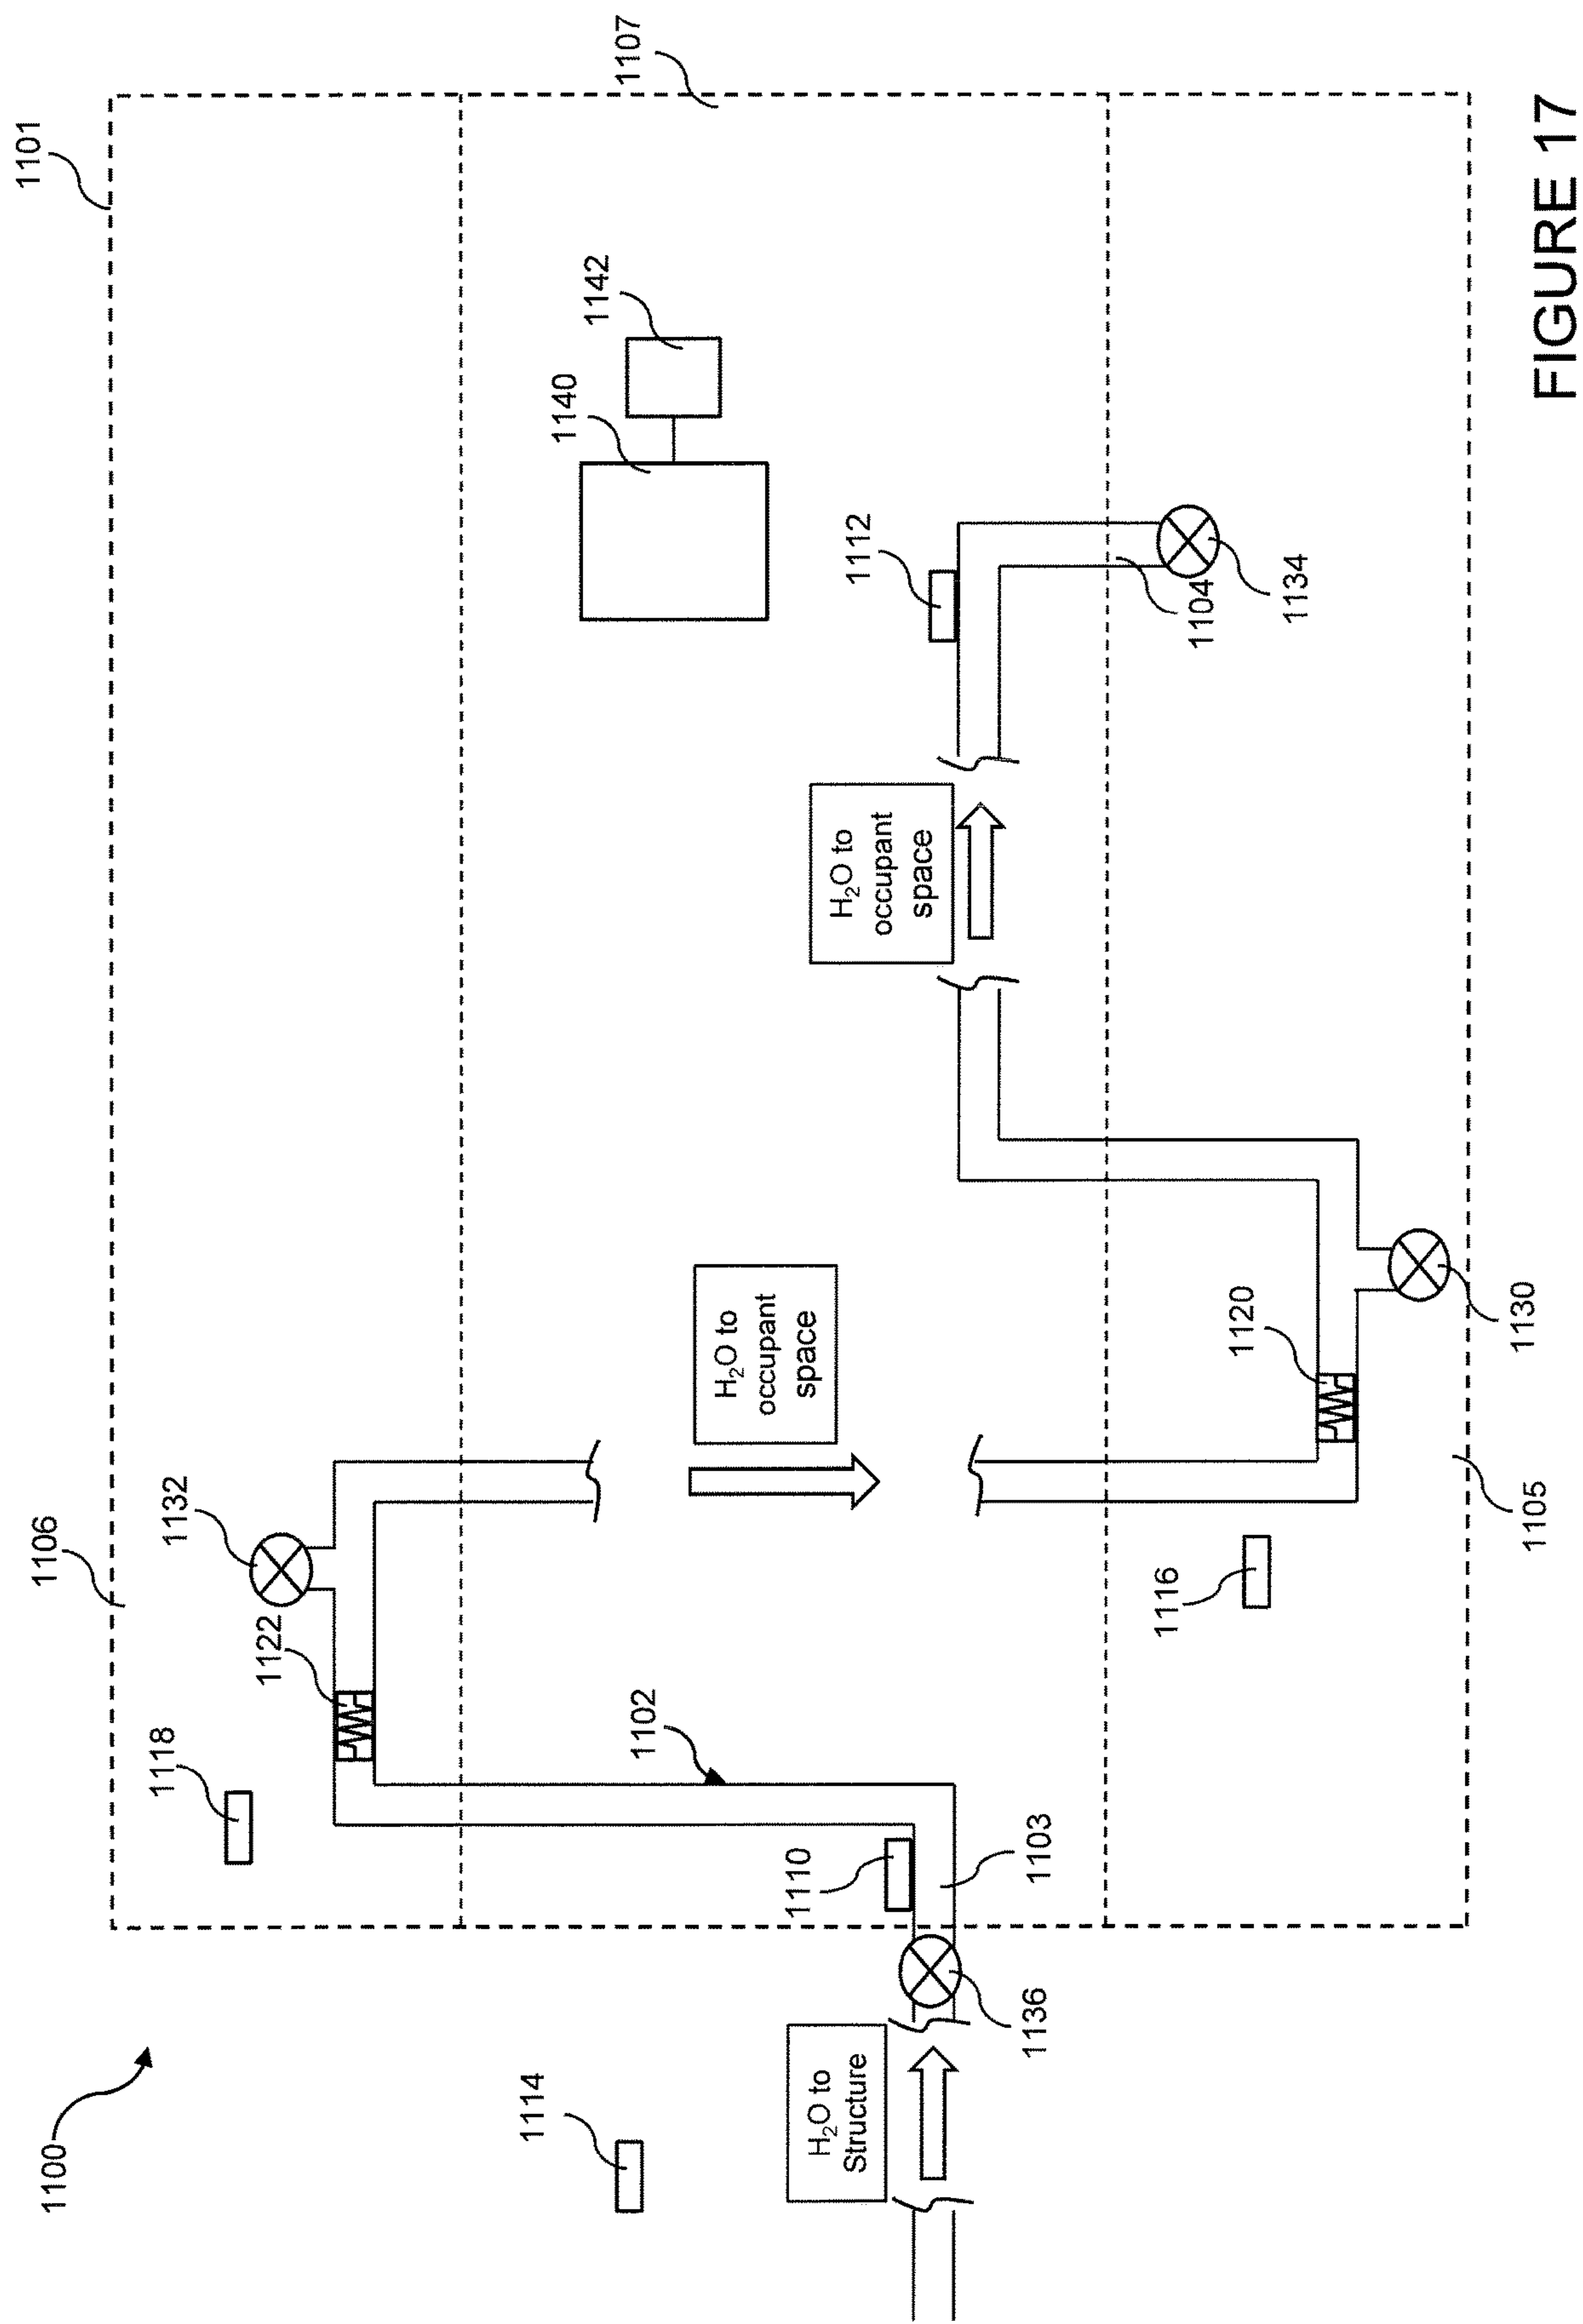 1100
1101
1106
1118
1122
1132
1107
1102
1114
1142
1140
H₂O to
occupant
space
H₂O to
Structure
1110
1136
1103
H₂O to
occupant
space
1112
1104
1134
1116
1120
1105
1130
FIGURE 17